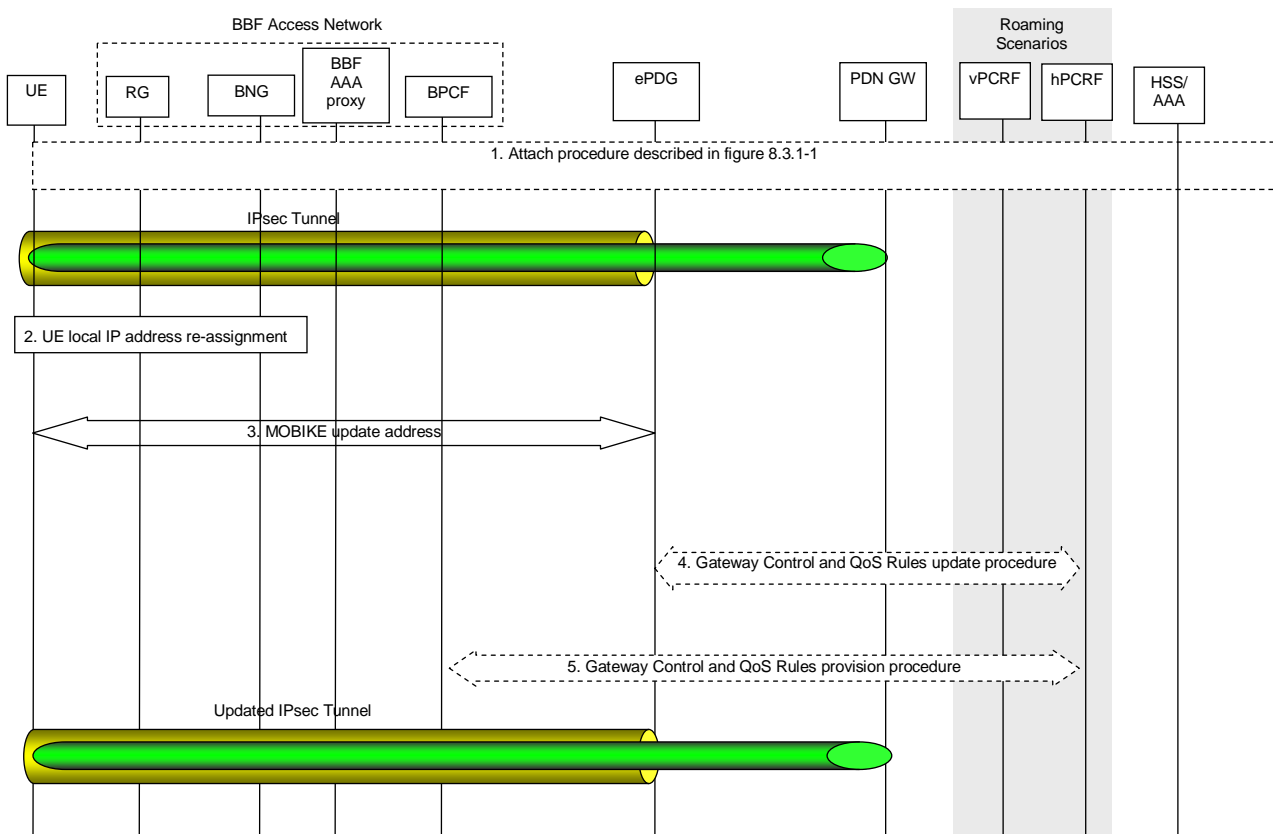 BBF Access Network
Roaming
Scenarios
UE
RG
BNG
BBF
AAA
proxy
BPCF
ePDG
PDN GW
vPCRF
hPCRF
HSS/
AAA
1. Attach procedure described in figure 8.3.1-1
IPsec Tunnel
2. UE local IP address re-assignment
3. MOBIKE update address
4. Gateway Control and QoS Rules update procedure
5. Gateway Control and QoS Rules provision procedure
Updated IPsec Tunnel